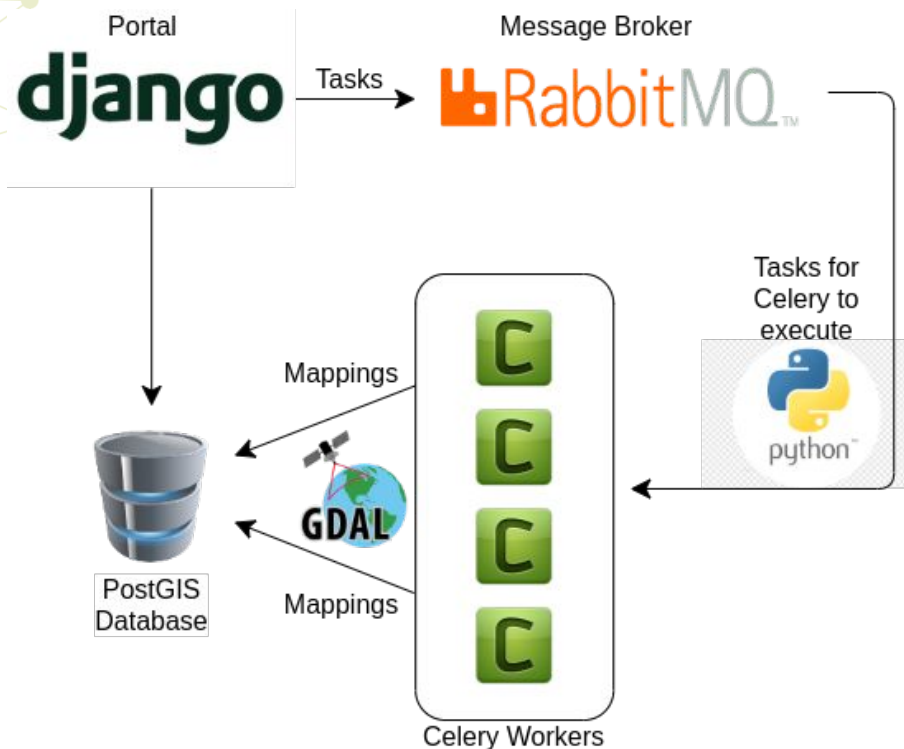 Portal
Message Broker
django
Tasks
RabbitMQ™
Tasks for
Celery to
execute
python™
Mappings
GDAL
Mappings
PostGIS
Database
C
C
C
C
Celery Workers